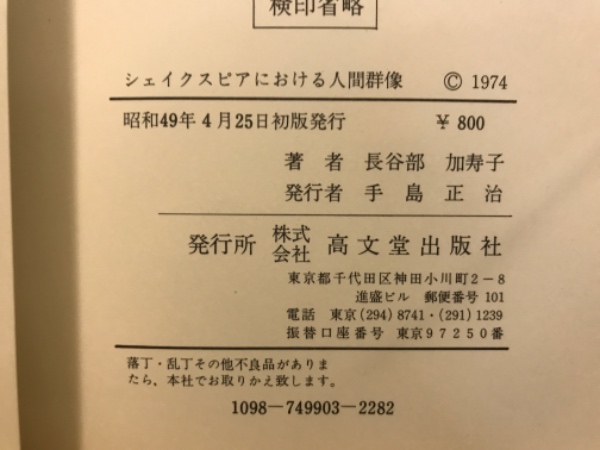 検印省略
シェイクスピアにおける人間群像 © 1974
昭和49年4月25日初版発行 ¥ 800
著者 長谷部 加寿子
発行者 手島正治
発行所 株式会社 高文堂出版社
東京都千代田区神田小川町2-8
進盛ビル 郵便番号 101
電話 東京(294)8741・(291)1239
振替口座番号 東京97250番
落丁・乱丁その他不良品がありま
たら、本社でお取りかえ致します。
1098-749903-2282